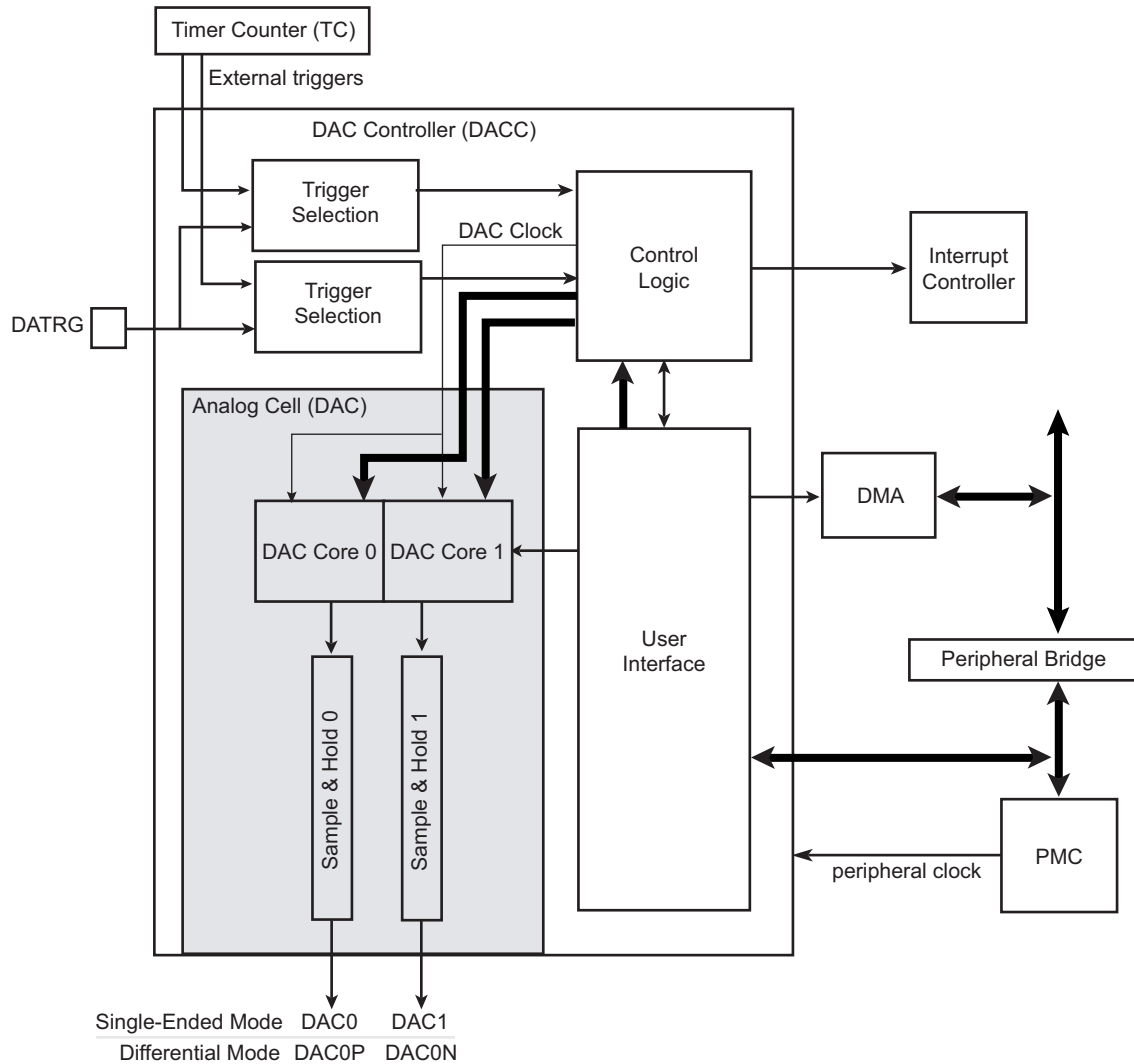 Timer Counter (TC)
External triggers
DAC Controller (DACC)
Trigger
Selection
DAC Clock
Control
Logic
Interrupt
Controller
Trigger
Selection
DATRG
Analog Cell (DAC)
DMA
DAC Core 0
DAC Core 1
User
Interface
Peripheral Bridge
Sample & Hold 0
Sample & Hold 1
PMC
peripheral clock
Single-Ended Mode DAC0 DAC1
Differential Mode DAC0P DAC0N